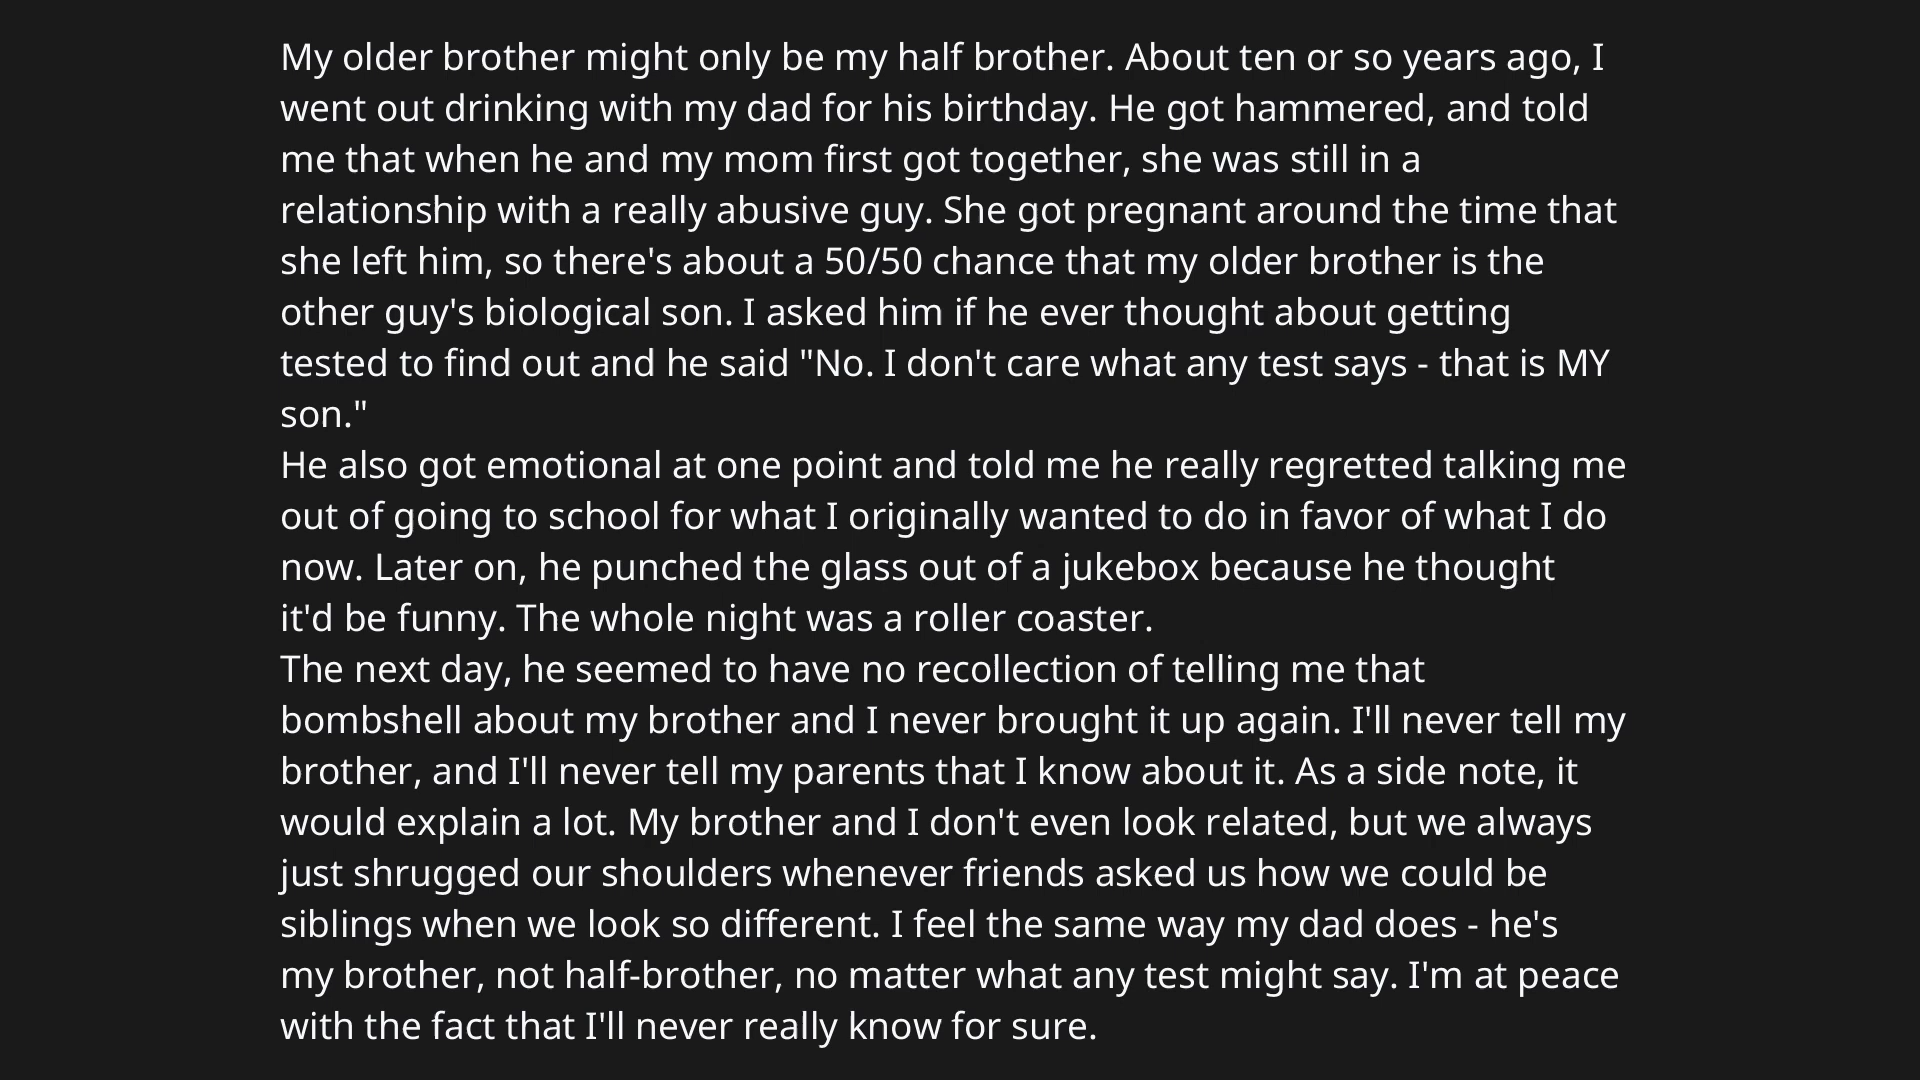 My older brother might only be my half brother. About ten or so years ago, I
went out drinking with my dad for his birthday. He got hammered, and told
me that when he and my mom first got together, she was still in a
relationship with a really abusive guy. She got pregnant around the time that
she left him, so there's about a 50/50 chance that my older brother is the
other guy's biological son. I asked him if he ever thought about getting
tested to find out and he said "No. I don't care what any test says - that is MY
son."
He also got emotional at one point and told me he really regretted talking me
out of going to school for what I originally wanted to do in favor of what I do
now. Later on, he punched the glass out of a jukebox because he thought
it'd be funny. The whole night was a roller coaster.
The next day, he seemed to have no recollection of telling me that
bombshell about my brother and I never brought it up again. I'll never tell my
brother, and I'll never tell my parents that I know about it. As a side note, it
would explain a lot. My brother and I don't even look related, but we always
just shrugged our shoulders whenever friends asked us how we could be
siblings when we look so different. I feel the same way my dad does - he's
my brother, not half-brother, no matter what any test might say. I'm at peace
with the fact that I'll never really know for sure.